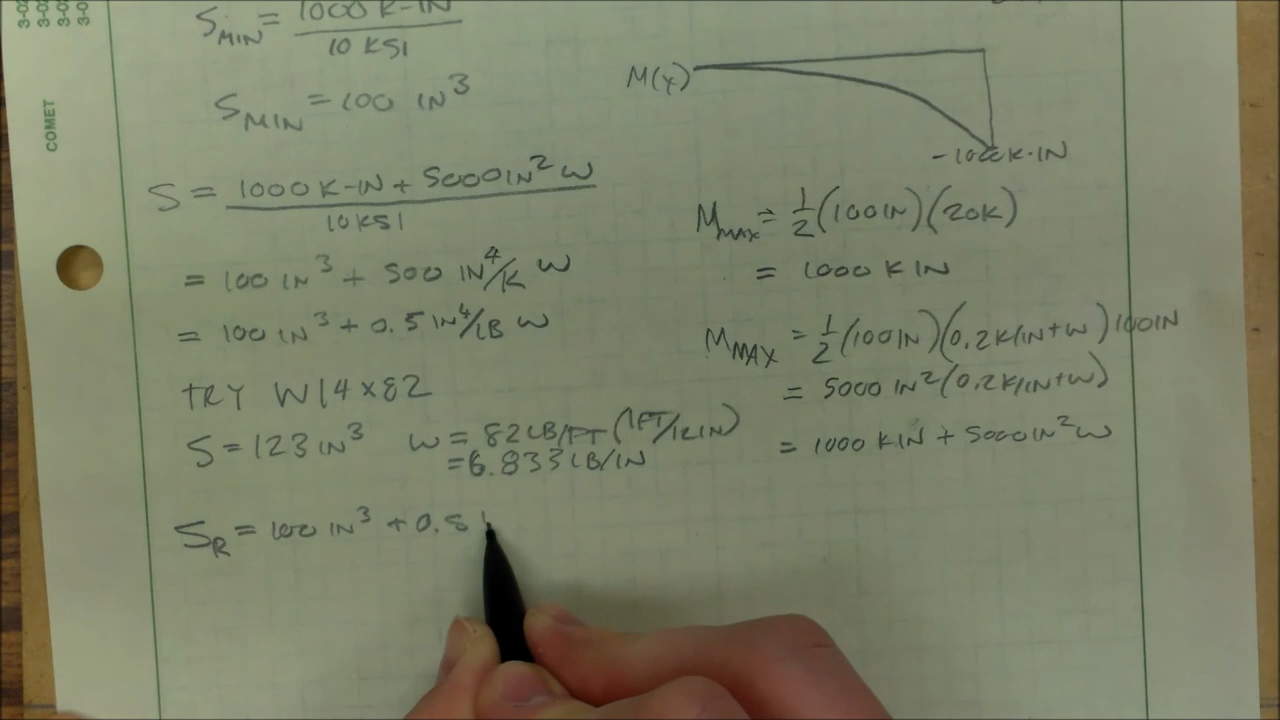 COMET
S_MIN = 1000 K-IN / 10 KSI
S_MIN = 100 IN³
S = 1000 K-IN + 5000 IN² W / 10 KSI
= 100 IN³ + 500 IN⁴/K W
= 100 IN³ + 0.5 IN⁴/LB W
TRY W14×82
S = 123 IN³ W = 82 LB/FT (1FT/12IN)
= 6.833 LB/IN
S_R = 100 IN³ + 0.5 I
M(X)
-1000 K·IN
M_MAX = 1/2 (100 IN)(20K)
= 1000 K IN
M_MAX = 1/2 (100 IN)(0.2 K/IN + W) 100 IN
= 5000 IN² (0.2 K/IN + W)
= 1000 K IN + 5000 IN² W